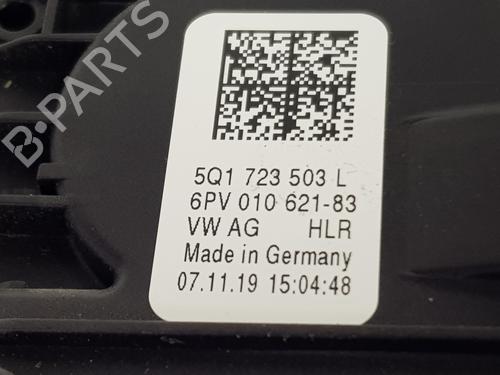 B-PARTS
5Q1 723 503 L
6PV 010 621-83
VW AG HLR
Made in Germany
07.11.19 15:04:48